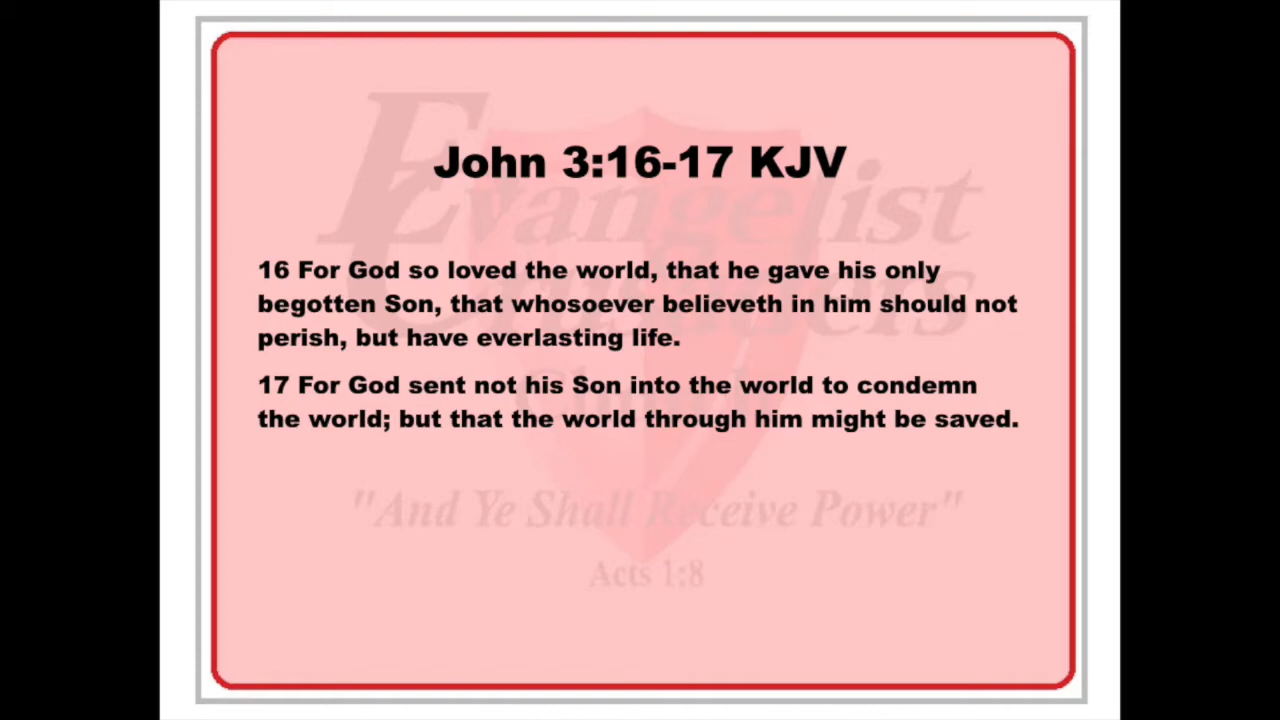 John 3:16-17 KJV
16 For God so loved the world, that he gave his only
begotten Son, that whosoever believeth in him should not
perish, but have everlasting life.
17 For God sent not his Son into the world to condemn
the world; but that the world through him might be saved.
Evangelist
Crusaders
Church
"And Ye Shall Receive Power"
Acts 1:8